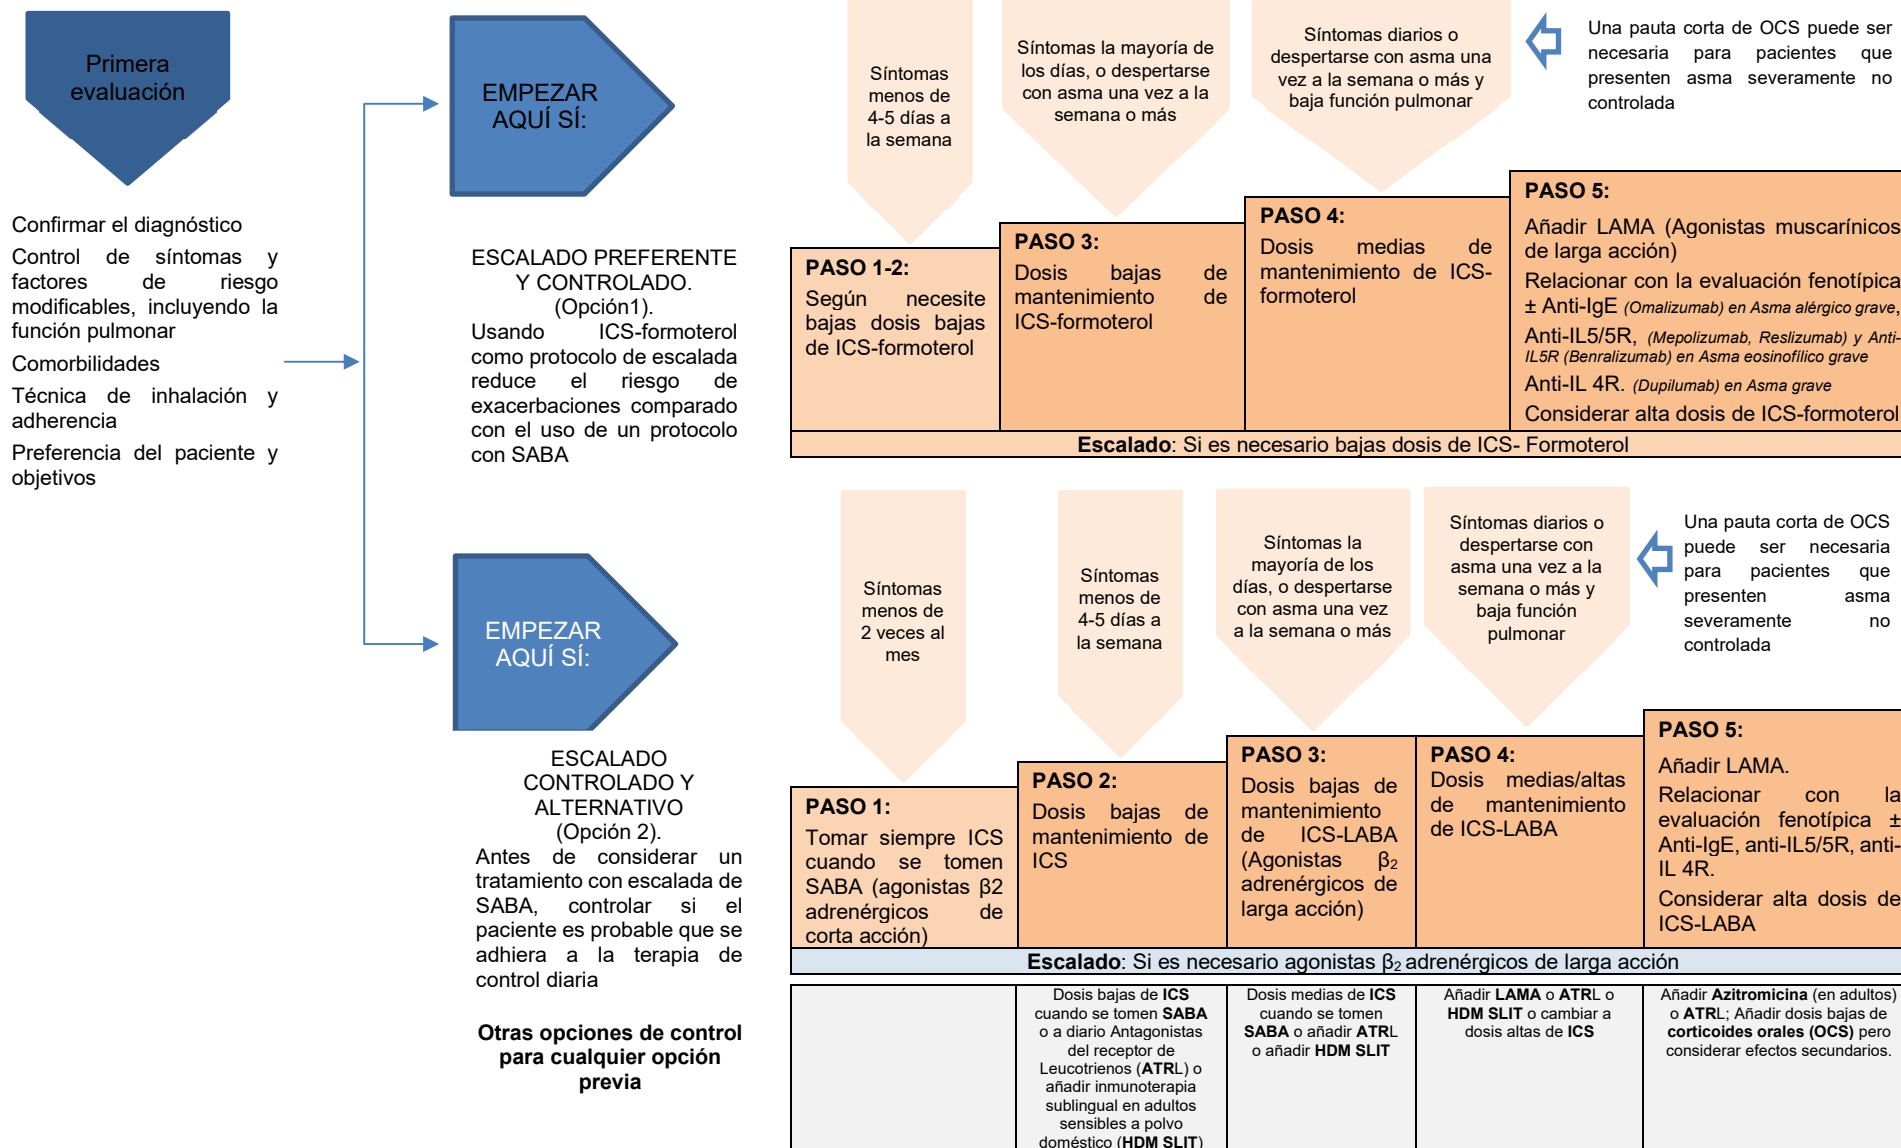 Primera
evaluación
Confirmar el diagnóstico
Control de síntomas y
factores de riesgo
modificables, incluyendo la
función pulmonar
Comorbilidades
Técnica de inhalación y
adherencia
Preferencia del paciente y
objetivos
EMPEZAR
AQUÍ SÍ:
ESCALADO PREFERENTE
Y CONTROLADO.
(Opción1).
Usando ICS-formoterol
como protocolo de escalada
reduce el riesgo de
exacerbaciones comparado
con el uso de un protocolo
con SABA
Síntomas
menos de
4-5 días a
la semana
Síntomas la mayoría de
los días, o despertarse
con asma una vez a la
semana o más
Síntomas diarios o
despertarse con asma una
vez a la semana o más y
baja función pulmonar
Una pauta corta de OCS puede ser
necesaria para pacientes que
presenten asma severamente no
controlada
PASO 1-2:
Según necesite
bajas dosis bajas
de ICS-formoterol
PASO 3:
Dosis bajas de
mantenimiento de
ICS-formoterol
PASO 4:
Dosis medias de
mantenimiento de ICS-
formoterol
PASO 5:
Añadir LAMA (Agonistas muscarínicos
de larga acción)
Relacionar con la evaluación fenotípica
± Anti-IgE (Omalizumab) en Asma alérgico grave,
Anti-IL5/5R, (Mepolizumab, Reslizumab) y Anti-
IL5R (Benralizumab) en Asma eosinofílico grave
Anti-IL 4R. (Dupilumab) en Asma grave
Considerar alta dosis de ICS-formoterol
Escalado: Si es necesario bajas dosis de ICS- Formoterol
EMPEZAR
AQUÍ SÍ:
ESCALADO
CONTROLADO Y
ALTERNATIVO
(Opción 2).
Antes de considerar un
tratamiento con escalada de
SABA, controlar si el
paciente es probable que se
adhiera a la terapia de
control diaria
Síntomas
menos de
2 veces al
mes
Síntomas
menos de
4-5 días a
la semana
Síntomas la
mayoría de los
días, o despertarse
con asma una vez
a la semana o más
Síntomas diarios o
despertarse con
asma una vez a la
semana o más y
baja función
pulmonar
Una pauta corta de OCS
puede ser necesaria
para pacientes que
presenten asma
severamente no
controlada
PASO 1:
Tomar siempre ICS
cuando se tomen
SABA (agonistas β2
adrenérgicos de
corta acción)
PASO 2:
Dosis bajas de
mantenimiento de
ICS
PASO 3:
Dosis bajas de
mantenimiento
de ICS-LABA
(Agonistas β₂
adrenérgicos de
larga acción)
PASO 4:
Dosis medias/altas
de mantenimiento
de ICS-LABA
PASO 5:
Añadir LAMA.
Relacionar con la
evaluación fenotípica ±
Anti-IgE, anti-IL5/5R, anti-
IL 4R.
Considerar alta dosis de
ICS-LABA
Escalado: Si es necesario agonistas β₂ adrenérgicos de larga acción
Otras opciones de control
para cualquier opción
previa
Dosis bajas de ICS
cuando se tomen SABA
o a diario Antagonistas
del receptor de
Leucotrienos (ATRL) o
añadir inmunoterapia
sublingual en adultos
sensibles a polvo
doméstico (HDM SLIT)
Dosis medias de ICS
cuando se tomen
SABA o añadir ATRL
o añadir HDM SLIT
Añadir LAMA o ATRL o
HDM SLIT o cambiar a
dosis altas de ICS
Añadir Azitromicina (en adultos)
o ATRL; Añadir dosis bajas de
corticoides orales (OCS) pero
considerar efectos secundarios.